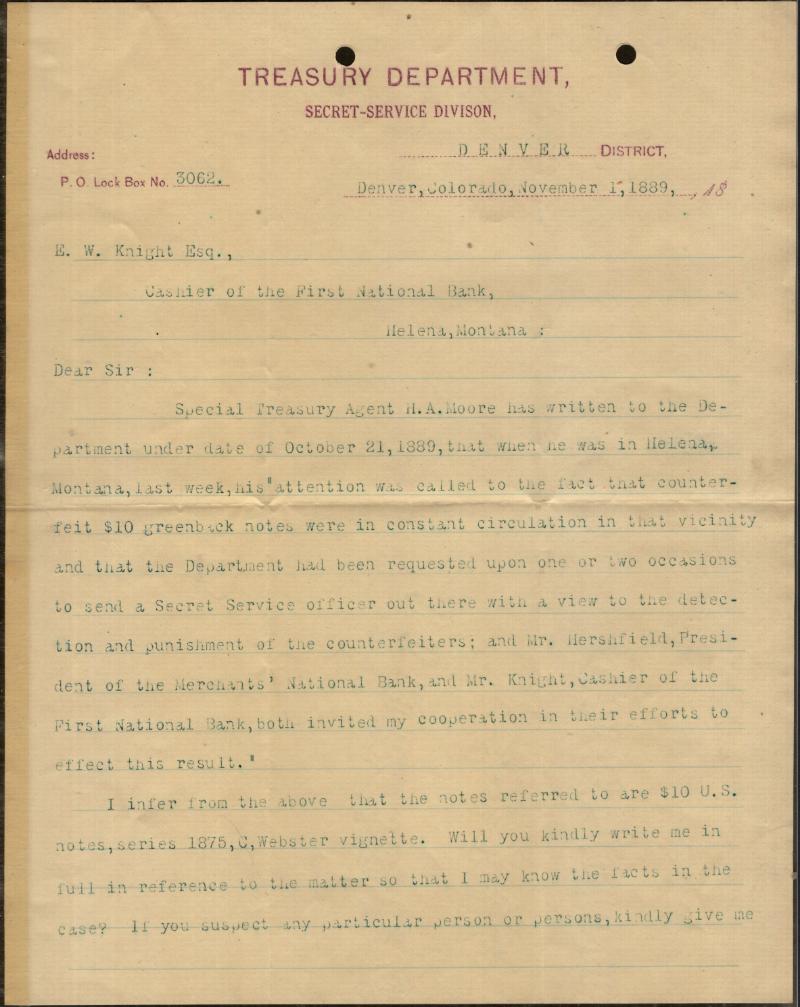 TREASURY DEPARTMENT,
SECRET-SERVICE DIVISON,
DENVER DISTRICT,
Address:
P. O. Lock Box No. 3062.
Denver,Colorado,November 1,1889, , 18
E. W. Knight Esq.,
Cashier of the First National Bank,
Helena,Montana :
Dear Sir :
Special Treasury Agent H.A.Moore has written to the De-
partment under date of October 21,1889,that when he was in Helena,
Montana,last week,his"attention was called to the fact that counter-
feit $10 greenback notes were in constant circulation in that vicinity
and that the Department had been requested upon one or two occasions
to send a Secret Service officer out there with a view to the detec-
tion and punishment of the counterfeiters; and Mr. Hershfield,Presi-
dent of the Merchants' National Bank,and Mr. Knight,Cashier of the
First National Bank,both invited my cooperation in their efforts to
effect this result."
I infer from the above that the notes referred to are $10 U.S.
notes,series 1875,C,Webster vignette. Will you kindly write me in
full in reference to the matter so that I may know the facts in the
case? If you suspect any particular person or persons,kindly give me